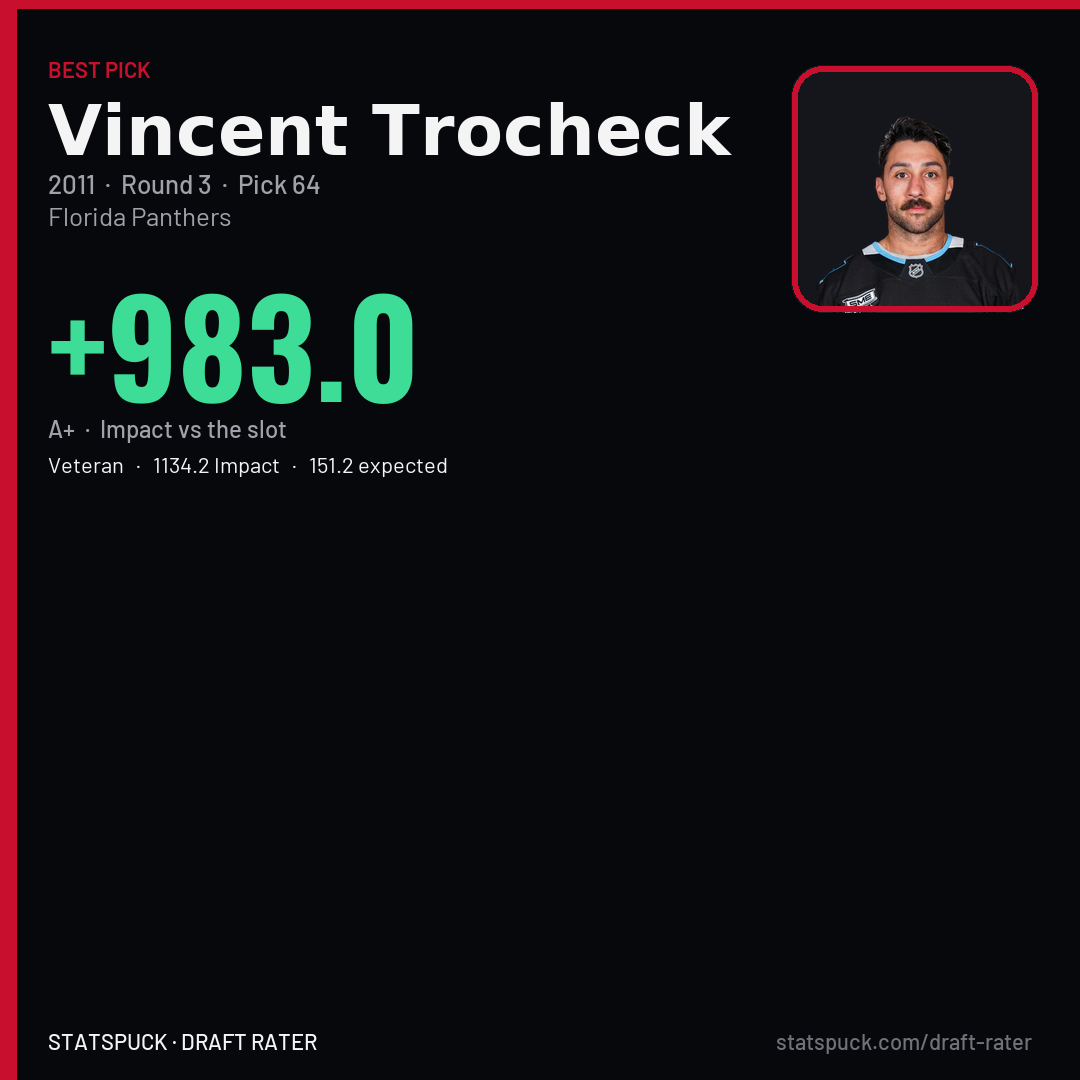 BEST PICK
Vincent Trocheck
2011 · Round 3 · Pick 64
Florida Panthers
+983.0
A+ · Impact vs the slot
Veteran · 1134.2 Impact · 151.2 expected
STATSPUCK · DRAFT RATER
statspuck.com/draft-rater